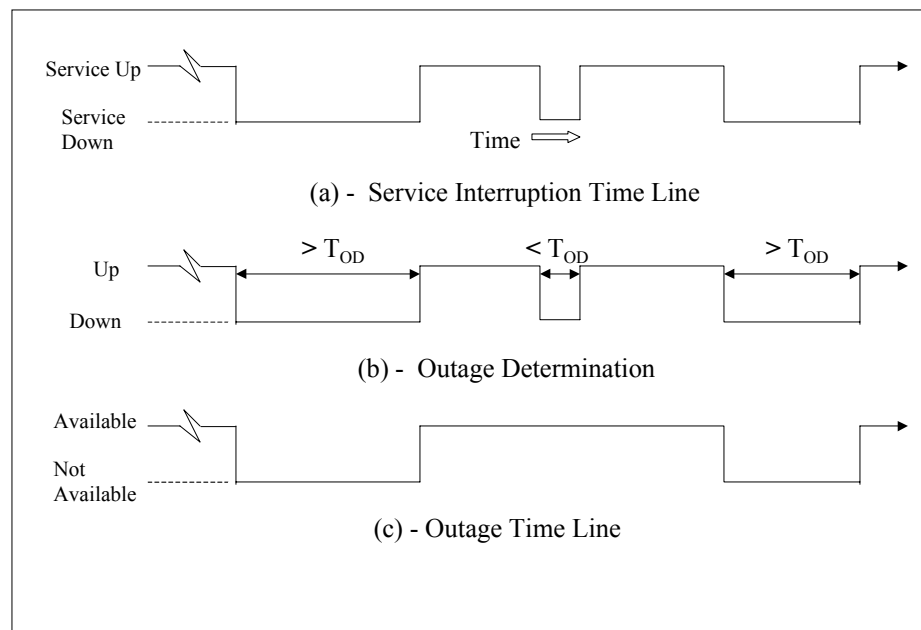 Service Up
Service
Down
Time
(a) - Service Interruption Time Line
> T_OD
< T_OD
> T_OD
Up
Down
(b) - Outage Determination
Available
Not
Available
(c) - Outage Time Line